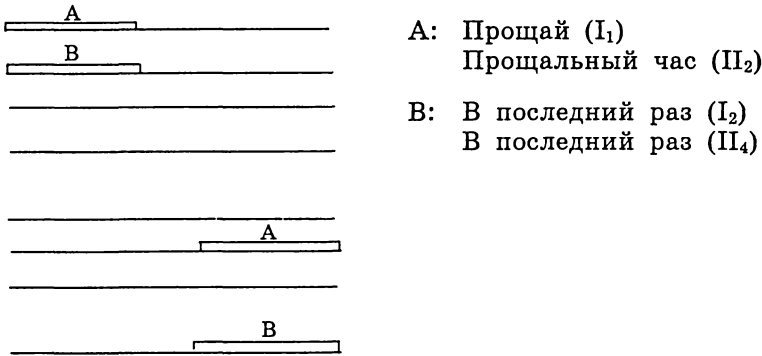 A
B
A
B
А: Прощай (I₁)
Прощальный час (II₂)
В: В последний раз (I₂)
В последний раз (II₄)